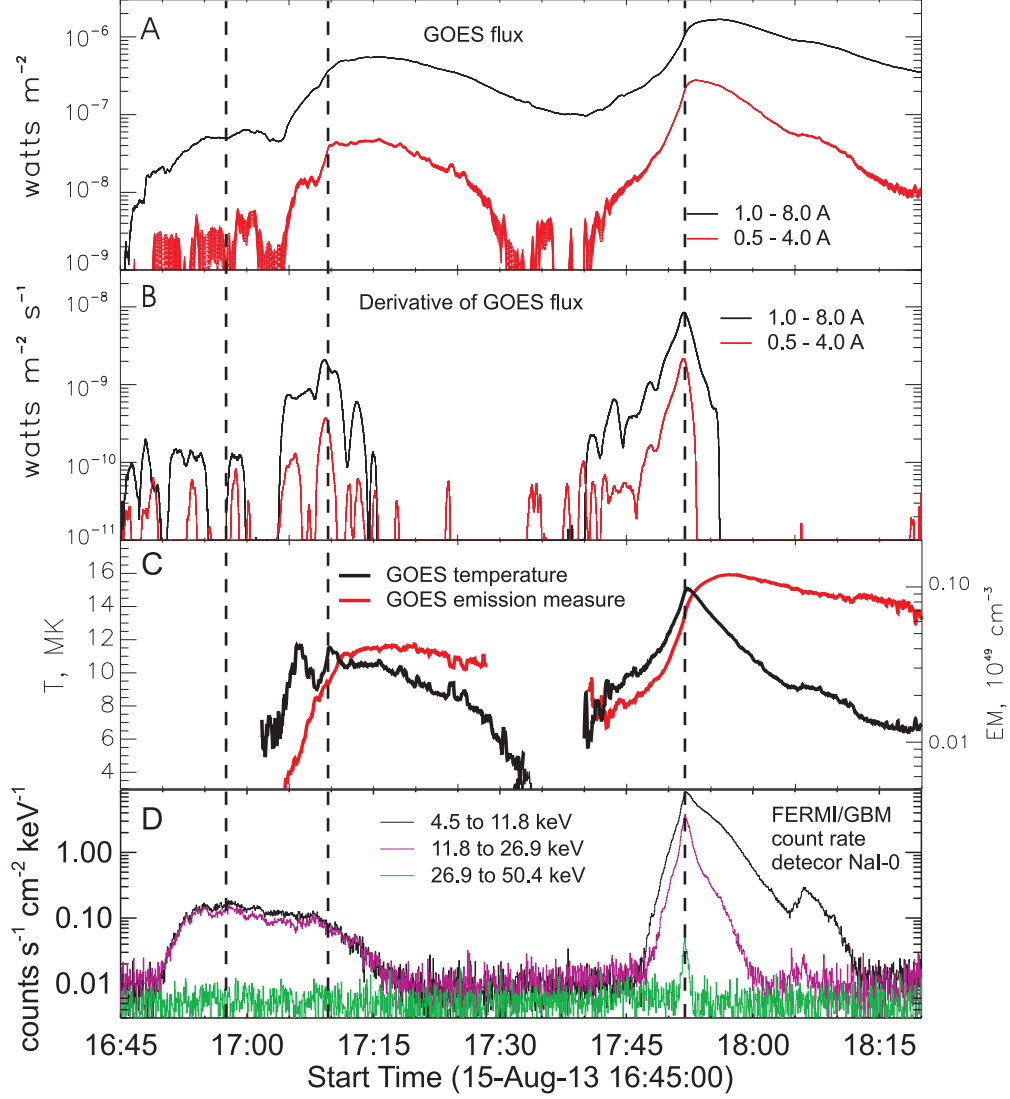 A
GOES flux
watts m⁻²
10⁻⁶
10⁻⁷
10⁻⁸
10⁻⁹
1.0 - 8.0 A
0.5 - 4.0 A
B
Derivative of GOES flux
watts m⁻² s⁻¹
10⁻⁸
10⁻⁹
10⁻¹⁰
10⁻¹¹
1.0 - 8.0 A
0.5 - 4.0 A
C
GOES temperature
GOES emission measure
T, MK
16
14
12
10
8
6
4
0.10
0.01
EM, 10⁴⁹ cm⁻³
D
4.5 to 11.8 keV
11.8 to 26.9 keV
26.9 to 50.4 keV
FERMI/GBM
count rate
detecor NaI-0
counts s⁻¹ cm⁻² keV⁻¹
1.00
0.10
0.01
16:45 17:00 17:15 17:30 17:45 18:00 18:15
Start Time (15-Aug-13 16:45:00)